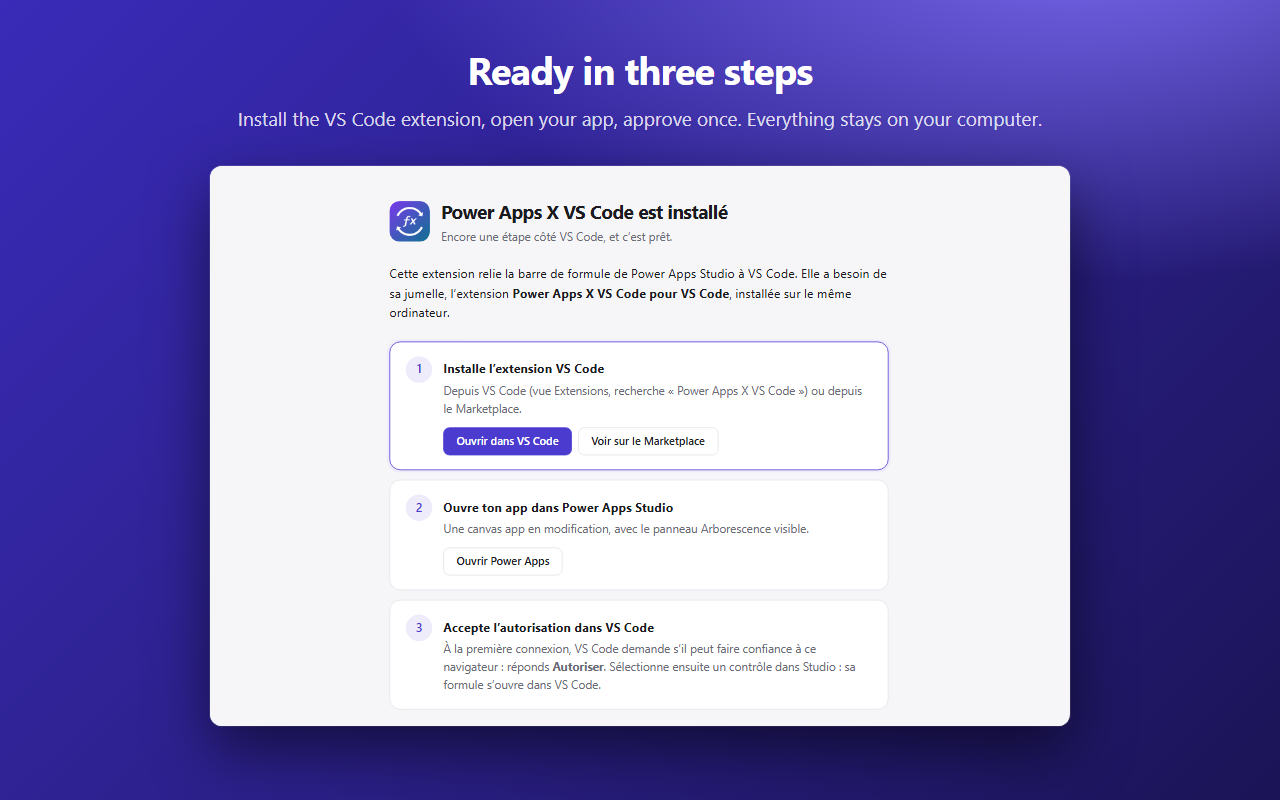 Ready in three steps
Install the VS Code extension, open your app, approve once. Everything stays on your computer.
fx
Power Apps X VS Code est installé
Encore une étape côté VS Code, et c’est prêt.
Cette extension relie la barre de formule de Power Apps Studio à VS Code. Elle a besoin de
sa jumelle, l’extension Power Apps X VS Code pour VS Code, installée sur le même
ordinateur.
1
Installe l’extension VS Code
Depuis VS Code (vue Extensions, recherche « Power Apps X VS Code ») ou depuis
le Marketplace.
Ouvrir dans VS Code
Voir sur le Marketplace
2
Ouvre ton app dans Power Apps Studio
Une canvas app en modification, avec le panneau Arborescence visible.
Ouvrir Power Apps
3
Accepte l’autorisation dans VS Code
À la première connexion, VS Code demande s’il peut faire confiance à ce
navigateur : réponds Autoriser. Sélectionne ensuite un contrôle dans Studio : sa
formule s’ouvre dans VS Code.